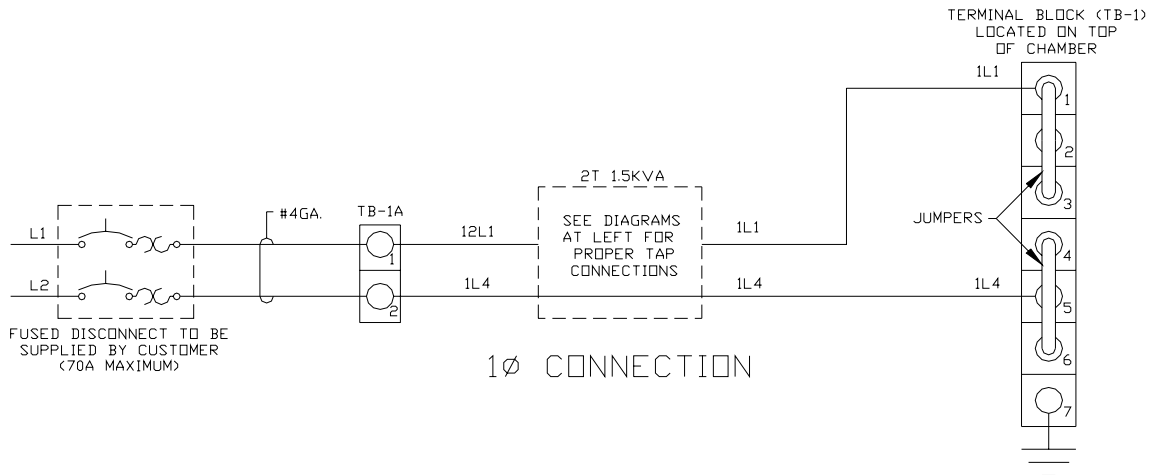 TERMINAL BLOCK (TB-1)
LOCATED ON TOP
OF CHAMBER
1L1
1
2
3
4
5
6
7
JUMPERS
2T 1.5KVA
SEE DIAGRAMS
AT LEFT FOR
PROPER TAP
CONNECTIONS
#4GA.
TB-1A
L1
12L1
1L1
1
L2
1L4
1L4
1L4
2
FUSED DISCONNECT TO BE
SUPPLIED BY CUSTOMER
(70A MAXIMUM)
1Ø CONNECTION